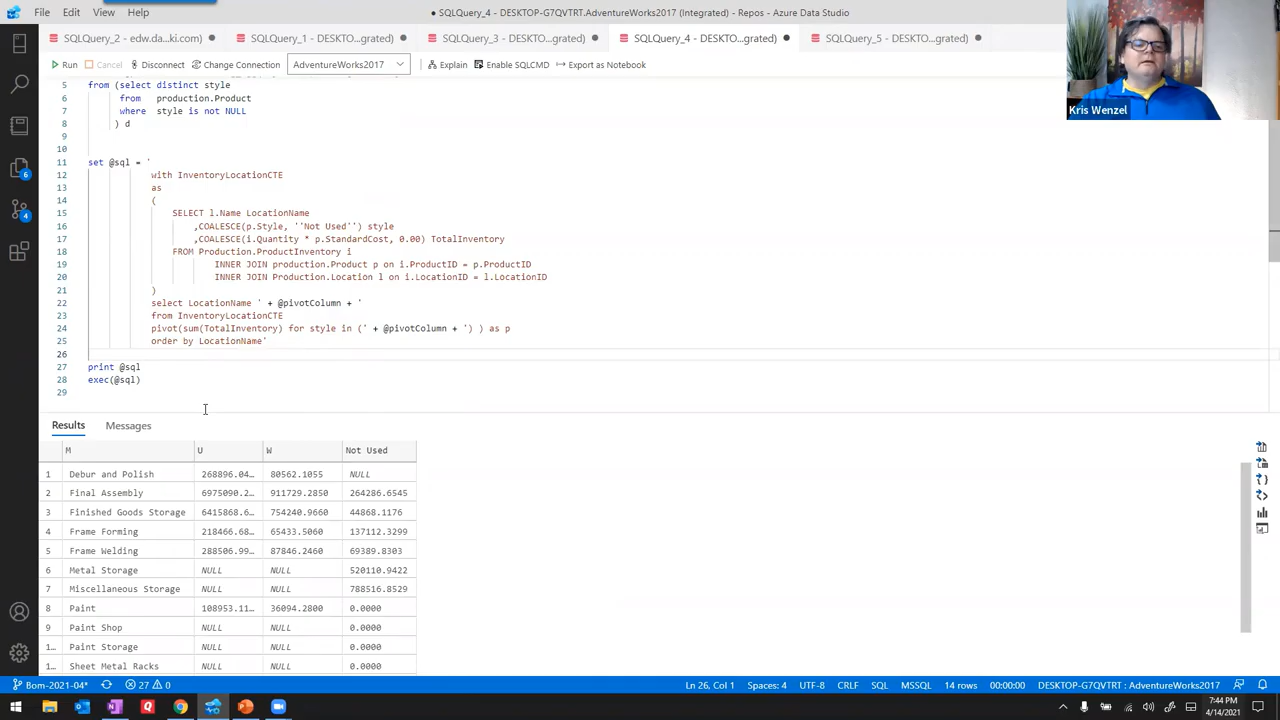 File Edit View Help
● SQLQuery_4 - DESKTOP-G7QVTRT.AdventureWorks2017 (Integrated) - Repos - Azure Data Studio
SQLQuery_2 - edw.da...ki.com) ● SQLQuery_1 - DESKTO...grated) ● SQLQuery_3 - DESKTO...grated) ● SQLQuery_4 - DESKTO...grated) ● SQLQuery_5 - DESKTO...grated) ●
Run Cancel Disconnect Change Connection AdventureWorks2017 Explain Enable SQLCMD Export as Notebook
Kris Wenzel
5 from (select distinct style
6 from production.Product
7 where style is not NULL
8 ) d
9
10
11 set @sql = '
12 with InventoryLocationCTE
13 as
14 (
15 SELECT l.Name LocationName
16 ,COALESCE(p.Style, ''Not Used'') style
17 ,COALESCE(i.Quantity * p.StandardCost, 0.00) TotalInventory
18 FROM Production.ProductInventory i
19 INNER JOIN production.Product p on i.ProductID = p.ProductID
20 INNER JOIN Production.Location l on i.LocationID = l.LocationID
21 )
22 select LocationName ' + @pivotColumn + '
23 from InventoryLocationCTE
24 pivot(sum(TotalInventory) for style in (' + @pivotColumn + ') ) as p
25 order by LocationName'
26
27 print @sql
28 exec(@sql)
29
Results Messages
M U W Not Used
1 Debur and Polish 268896.04... 80562.1055 NULL
2 Final Assembly 6975090.2... 911729.2850 264286.6545
3 Finished Goods Storage 6415868.6... 754240.9660 44868.1176
4 Frame Forming 218466.68... 65433.5060 137112.3299
5 Frame Welding 288506.99... 87846.2460 69389.8303
6 Metal Storage NULL NULL 520110.9422
7 Miscellaneous Storage NULL NULL 788516.8529
8 Paint 108953.11... 36094.2800 0.0000
9 Paint Shop NULL NULL 0.0000
1... Paint Storage NULL NULL 0.0000
1... Sheet Metal Racks NULL NULL 0.0000
6
4
Bom-2021-04* 27 0 Ln 26, Col 1 Spaces: 4 UTF-8 CRLF SQL MSSQL 14 rows 00:00:00 DESKTOP-G7QVTRT : AdventureWorks2017
7:44 PM
4/14/2021